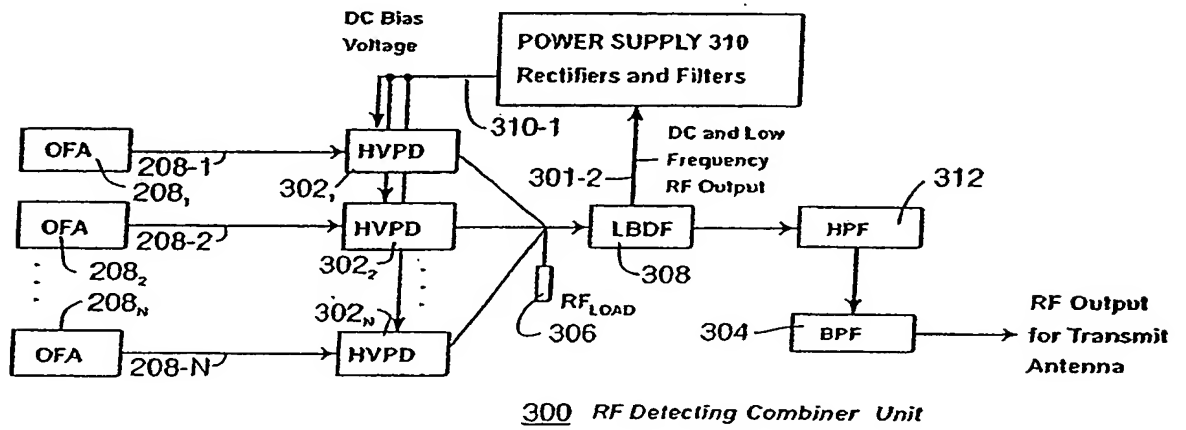 DC Bias
Voltage
POWER SUPPLY 310
Rectifiers and Filters
310-1
DC and Low
Frequency
RF Output
301-2
OFA
208-1
208₁
HVPD
302₁
OFA
208-2
208₂
HVPD
302₂
LBDF
308
HPF
312
RF LOAD
306
208N
OFA
208-N
302N
HVPD
304
BPF
RF Output
for Transmit
Antenna
300 RF Detecting Combiner Unit